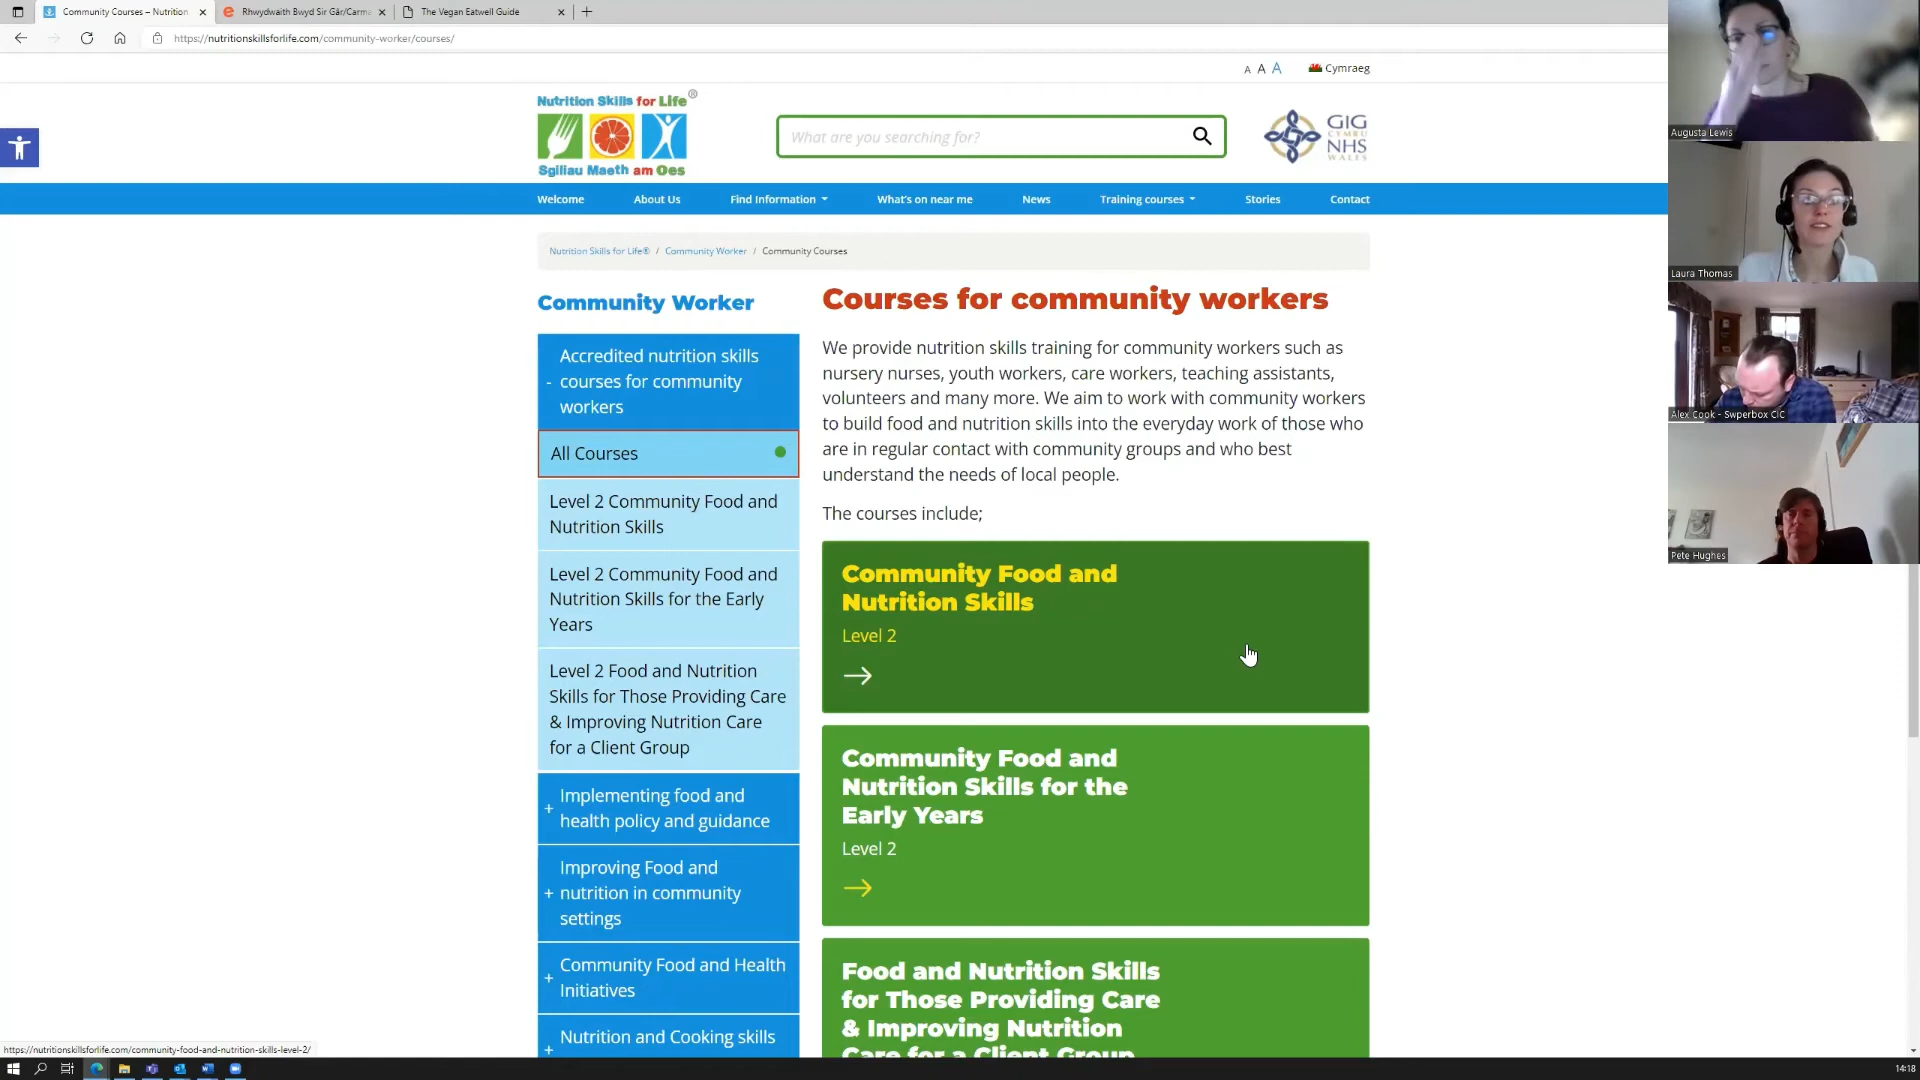 Community Courses – Nutrition
Rhwydwaith Bwyd Sir Gâr/Carma
The Vegan Eatwell Guide
https://nutritionskillsforlife.com/community-worker/courses/
A A A
Cymraeg
Nutrition Skills for Life®
Sgiliau Maeth am Oes
What are you searching for?
GIG
CYMRU
NHS
WALES
Welcome
About Us
Find Information
What's on near me
News
Training courses
Stories
Contact
Nutrition Skills for Life® / Community Worker / Community Courses
Community Worker
- Accredited nutrition skills
courses for community
workers
All Courses
Level 2 Community Food and
Nutrition Skills
Level 2 Community Food and
Nutrition Skills for the Early
Years
Level 2 Food and Nutrition
Skills for Those Providing Care
& Improving Nutrition Care
for a Client Group
+ Implementing food and
health policy and guidance
+ Improving Food and
nutrition in community
settings
+ Community Food and Health
Initiatives
+ Nutrition and Cooking skills
Courses for community workers
We provide nutrition skills training for community workers such as
nursery nurses, youth workers, care workers, teaching assistants,
volunteers and many more. We aim to work with community workers
to build food and nutrition skills into the everyday work of those who
are in regular contact with community groups and who best
understand the needs of local people.
The courses include;
Community Food and
Nutrition Skills
Level 2
Community Food and
Nutrition Skills for the
Early Years
Level 2
Food and Nutrition Skills
for Those Providing Care
& Improving Nutrition
Care for a Client Group
Augusta Lewis
Laura Thomas
Alex Cook - Swperbox CIC
Pete Hughes
https://nutritionskillsforlife.com/community-food-and-nutrition-skills-level-2/
14:18